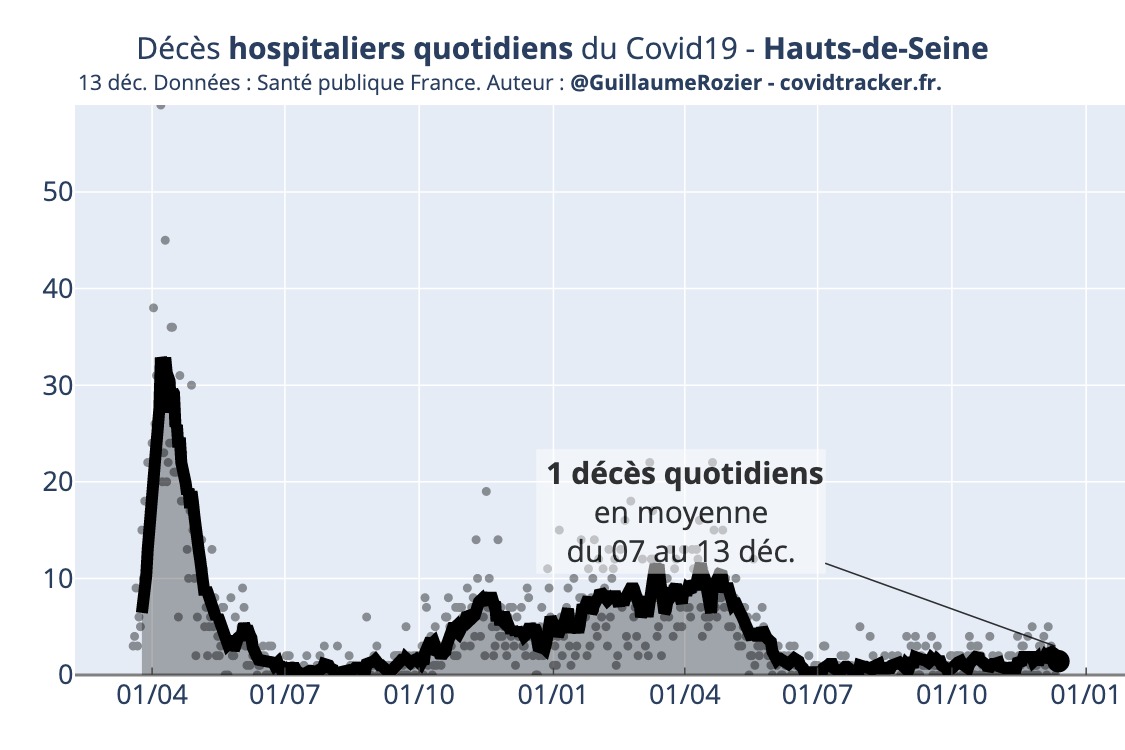 Décès hospitaliers quotidiens du Covid19 - Hauts-de-Seine
13 déc. Données : Santé publique France. Auteur : @GuillaumeRozier - covidtracker.fr.
50
40
30
20
10
0
1 décès quotidiens
en moyenne
du 07 au 13 déc.
01/04 01/07 01/10 01/01 01/04 01/07 01/10 01/01